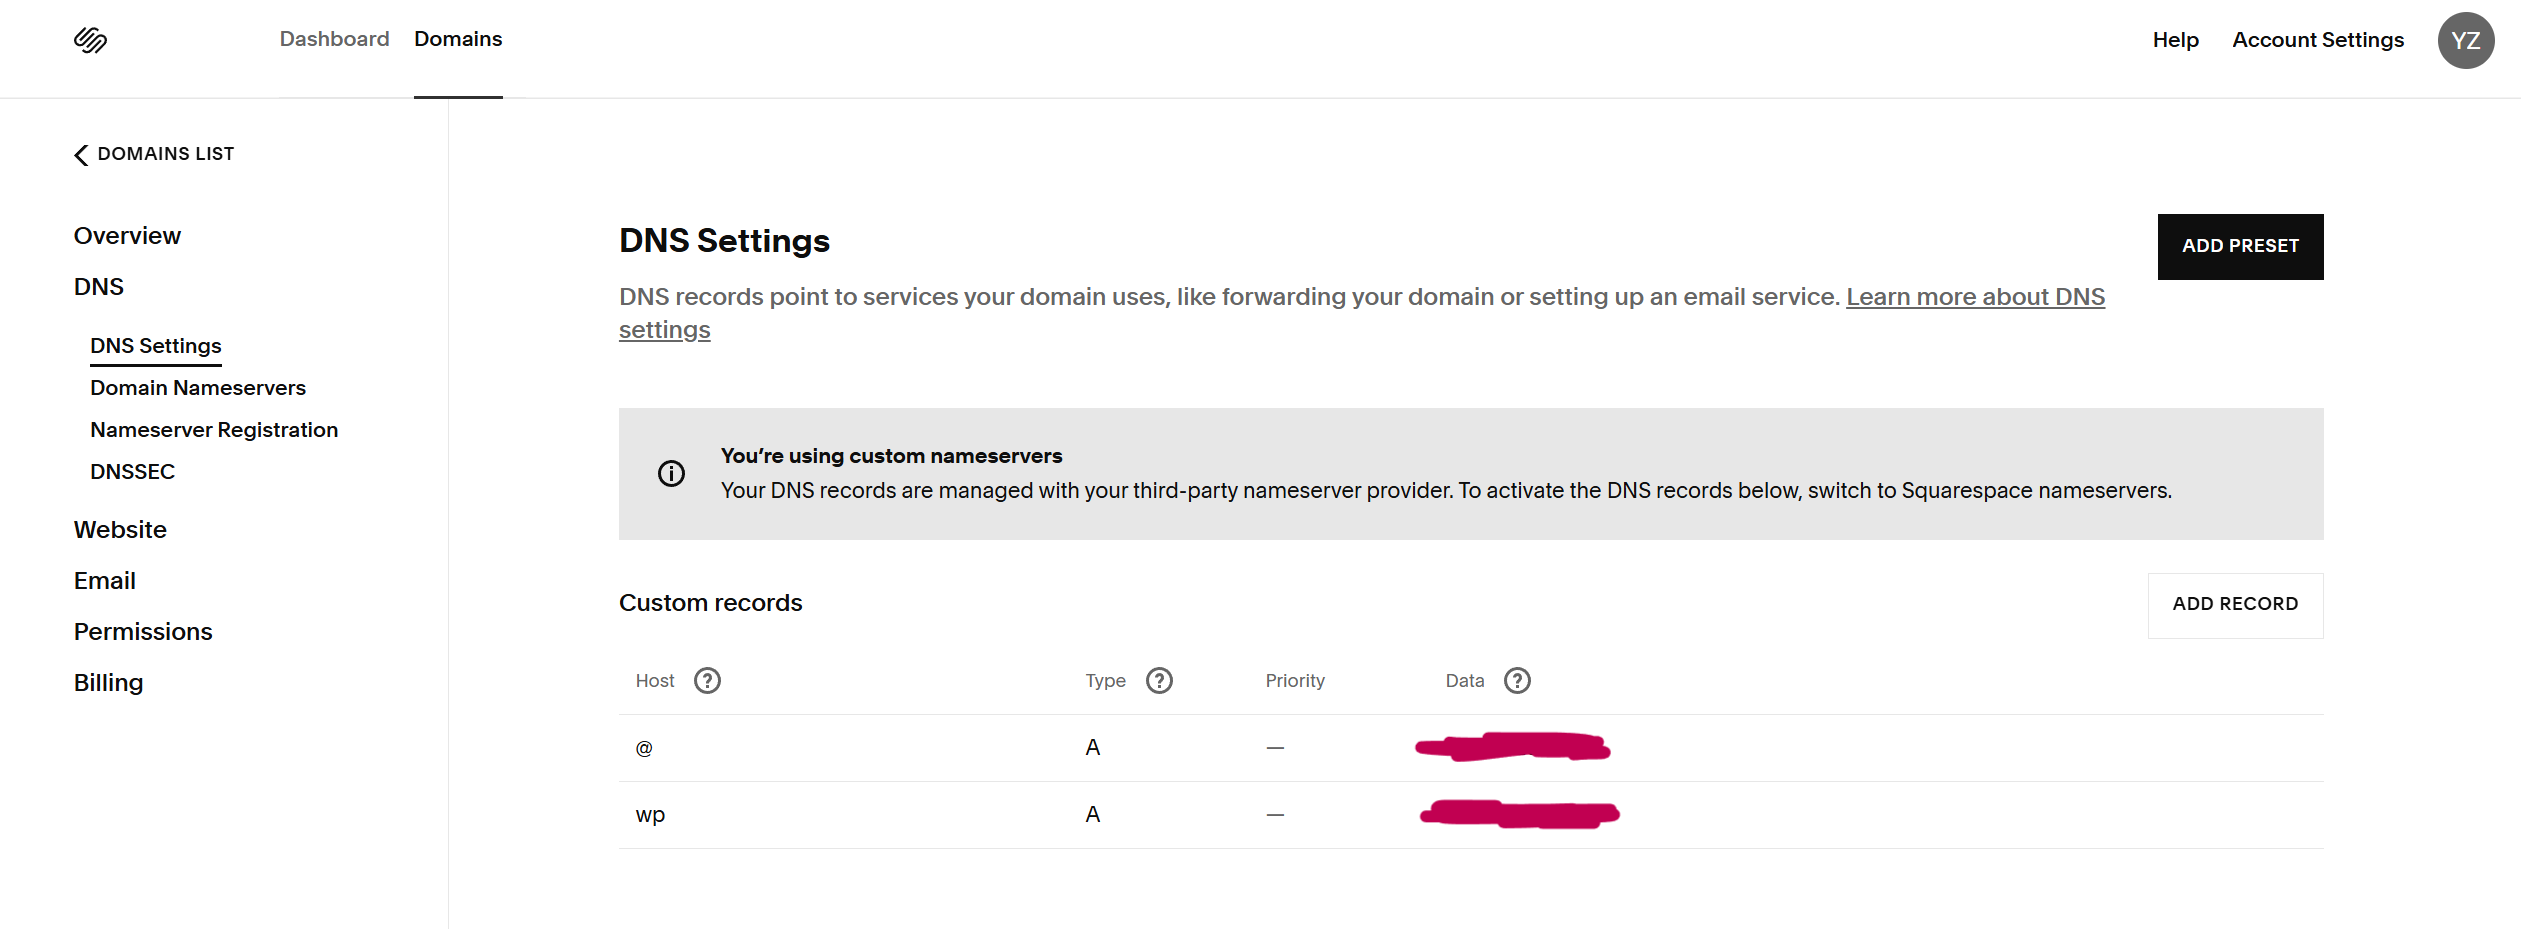 Dashboard Domains Help Account Settings YZ
DOMAINS LIST
Overview
DNS
DNS Settings
Domain Nameservers
Nameserver Registration
DNSSEC
Website
Email
Permissions
Billing
DNS Settings
ADD PRESET
DNS records point to services your domain uses, like forwarding your domain or setting up an email service. Learn more about DNS
settings
You’re using custom nameservers
Your DNS records are managed with your third-party nameserver provider. To activate the DNS records below, switch to Squarespace nameservers.
Custom records
ADD RECORD
Host ? Type ? Priority Data ?
@ A —
wp A —